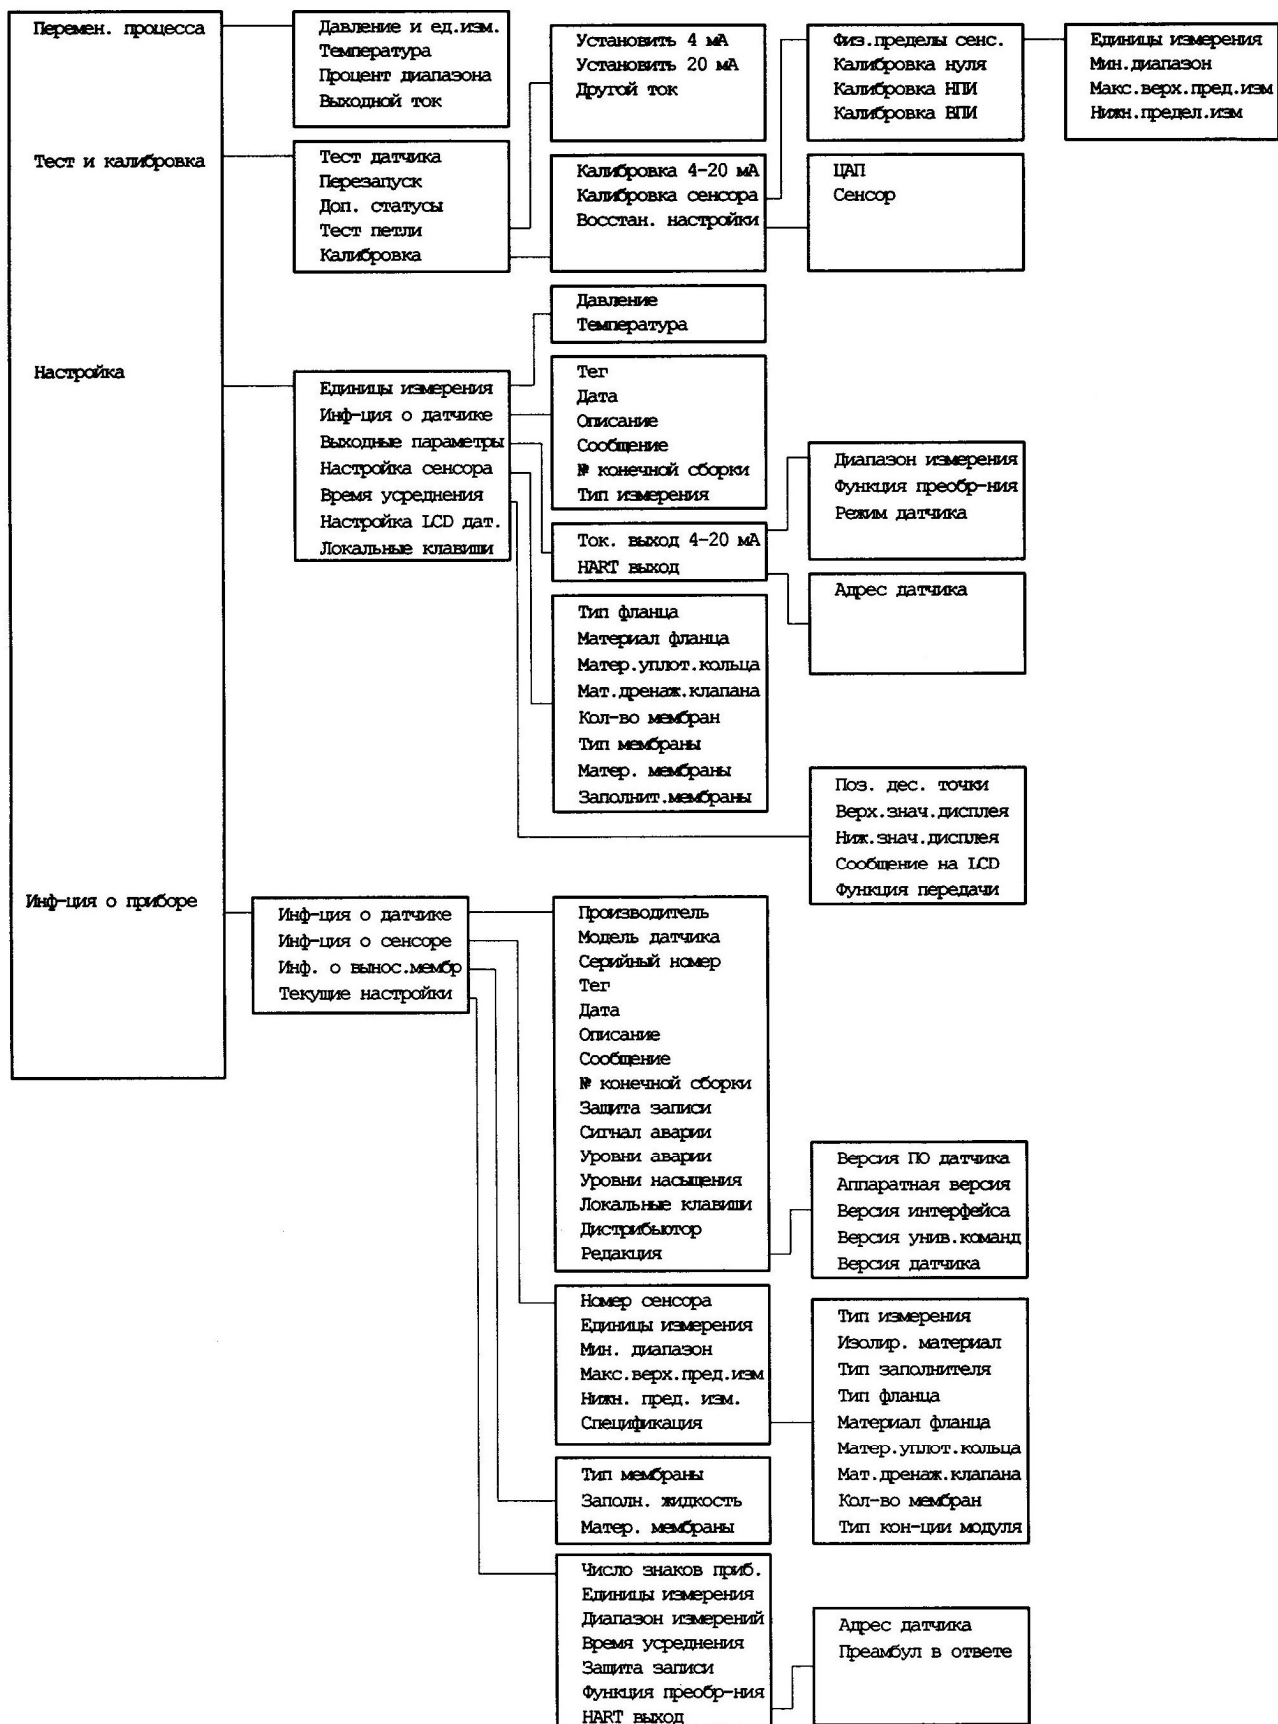 Перемен. процесса
Давление и ед.изм.
Температура
Процент диапазона
Выходной ток
Установить 4 мА
Установить 20 мА
Другой ток
Физ.пределы сенс.
Калибровка нуля
Калибровка НПИ
Калибровка ВПИ
Единицы измерения
Мин.диапазон
Макс.верх.пред.изм
Нижн.предел.изм
Тест и калибровка
Тест датчика
Перезапуск
Доп. статусы
Тест петли
Калибровка
Калибровка 4-20 мА
Калибровка сенсора
Восстан. настройки
ЦАП
Сенсор
Настройка
Единицы измерения
Инф-ция о датчике
Выходные параметры
Настройка сенсора
Время усреднения
Настройка LCD дат.
Локальные клавиши
Давление
Температура
Тег
Дата
Описание
Сообщение
№ конечной сборки
Тип измерения
Ток. выход 4-20 мА
HART выход
Диапазон измерения
Функция преобр-ния
Режим датчика
Адрес датчика
Тип фланца
Материал фланца
Матер.уплот.кольца
Мат.дренаж.клапана
Кол-во мембран
Тип мембраны
Матер. мембраны
Заполнит.мембраны
Поз. дес. точки
Верх.знач.дисплея
Ниж.знач.дисплея
Сообщение на LCD
Функция передачи
Инф-ция о приборе
Инф-ция о датчике
Инф-ция о сенсоре
Инф. о вынос.мембр
Текущие настройки
Производитель
Модель датчика
Серийный номер
Тег
Дата
Описание
Сообщение
№ конечной сборки
Защита записи
Сигнал аварии
Уровни аварии
Уровни насыщения
Локальные клавиши
Дистрибьютор
Редакция
Версия ПО датчика
Аппаратная версия
Версия интерфейса
Версия унив.команд
Версия датчика
Номер сенсора
Единицы измерения
Мин. диапазон
Макс.верх.пред.изм
Нижн. пред. изм.
Спецификация
Тип измерения
Изолир. материал
Тип заполнителя
Тип фланца
Материал фланца
Матер.уплот.кольца
Мат.дренаж.клапана
Кол-во мембран
Тип кон-ции модуля
Тип мембраны
Заполн. жидкость
Матер. мембраны
Число знаков приб.
Единицы измерения
Диапазон измерений
Время усреднения
Защита записи
Функция преобр-ния
HART выход
Адрес датчика
Преамбул в ответе